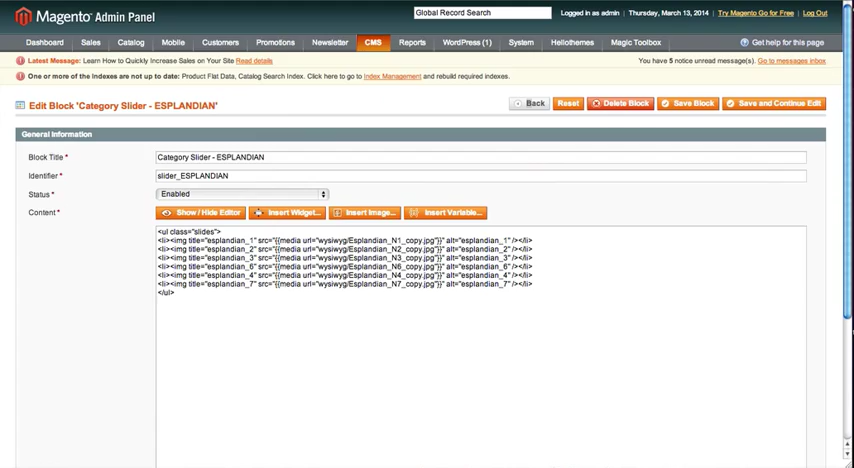 Magento® Admin Panel
Global Record Search
Logged in as admin | Thursday, March 13, 2014 | Try Magento Go for Free | Log Out
Dashboard Sales Catalog Mobile Customers Promotions Newsletter CMS Reports WordPress (1) System Hellothemes Magic Toolbox Get help for this page
Latest Message: Learn How to Quickly Increase Sales on Your Site Read details You have 5 notice unread message(s). Go to messages inbox
One or more of the Indexes are not up to date: Product Flat Data, Catalog Search Index. Click here to go to Index Management and rebuild required indexes.
Edit Block 'Category Slider - ESPLANDIAN' Back Reset Delete Block Save Block Save and Continue Edit
General Information
Block Title * Category Slider - ESPLANDIAN
Identifier * slider_ESPLANDIAN
Status * Enabled
Content * Show / Hide Editor Insert Widget... Insert Image... Insert Variable...
<ul class="slides">
<li><img title="esplandian_1" src="{{media url="wysiwyg/Esplandian_N1_copy.jpg"}}" alt="esplandian_1" /></li>
<li><img title="esplandian_2" src="{{media url="wysiwyg/Esplandian_N2_copy.jpg"}}" alt="esplandian_2" /></li>
<li><img title="esplandian_3" src="{{media url="wysiwyg/Esplandian_N3_copy.jpg"}}" alt="esplandian_3" /></li>
<li><img title="esplandian_6" src="{{media url="wysiwyg/Esplandian_N6_copy.jpg"}}" alt="esplandian_6" /></li>
<li><img title="esplandian_4" src="{{media url="wysiwyg/Esplandian_N4_copy.jpg"}}" alt="esplandian_4" /></li>
<li><img title="esplandian_7" src="{{media url="wysiwyg/Esplandian_N7_copy.jpg"}}" alt="esplandian_7" /></li>
</ul>